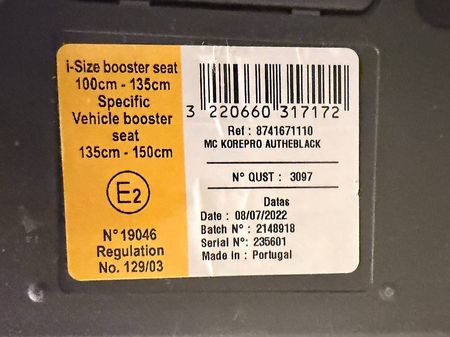 i-Size booster seat
100cm - 135cm
Specific
Vehicle booster
seat
135cm - 150cm
E2
N° 19046
Regulation
No. 129/03
3 220660 317172
Ref : 8741671110
MC KOREPRO AUTHEBLACK
N° QUST : 3097
Datas
Date : 08/07/2022
Batch N° : 2148918
Serial N°: 235601
Made in : Portugal